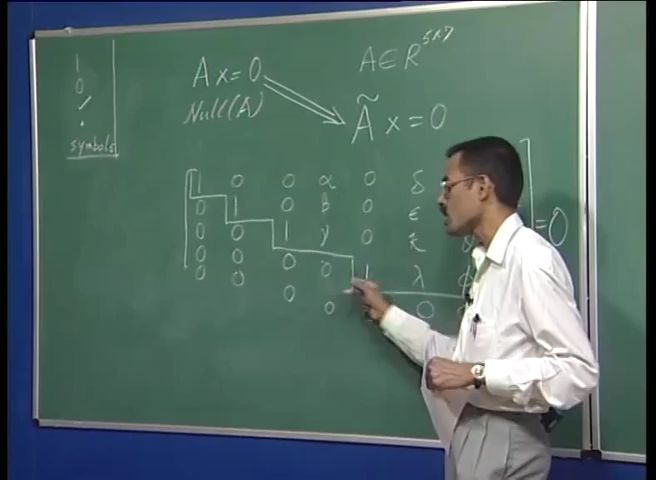 1
0
/
.
symbols
Ax = 0
Null(A)
A ∈ R^{5×7}
Ã x = 0
1 0 0 α 0 δ
0 1 0 β 0 ϵ
0 0 1 γ 0 κ = 0
0 0 0 0 1 λ
0 0 0 0 0